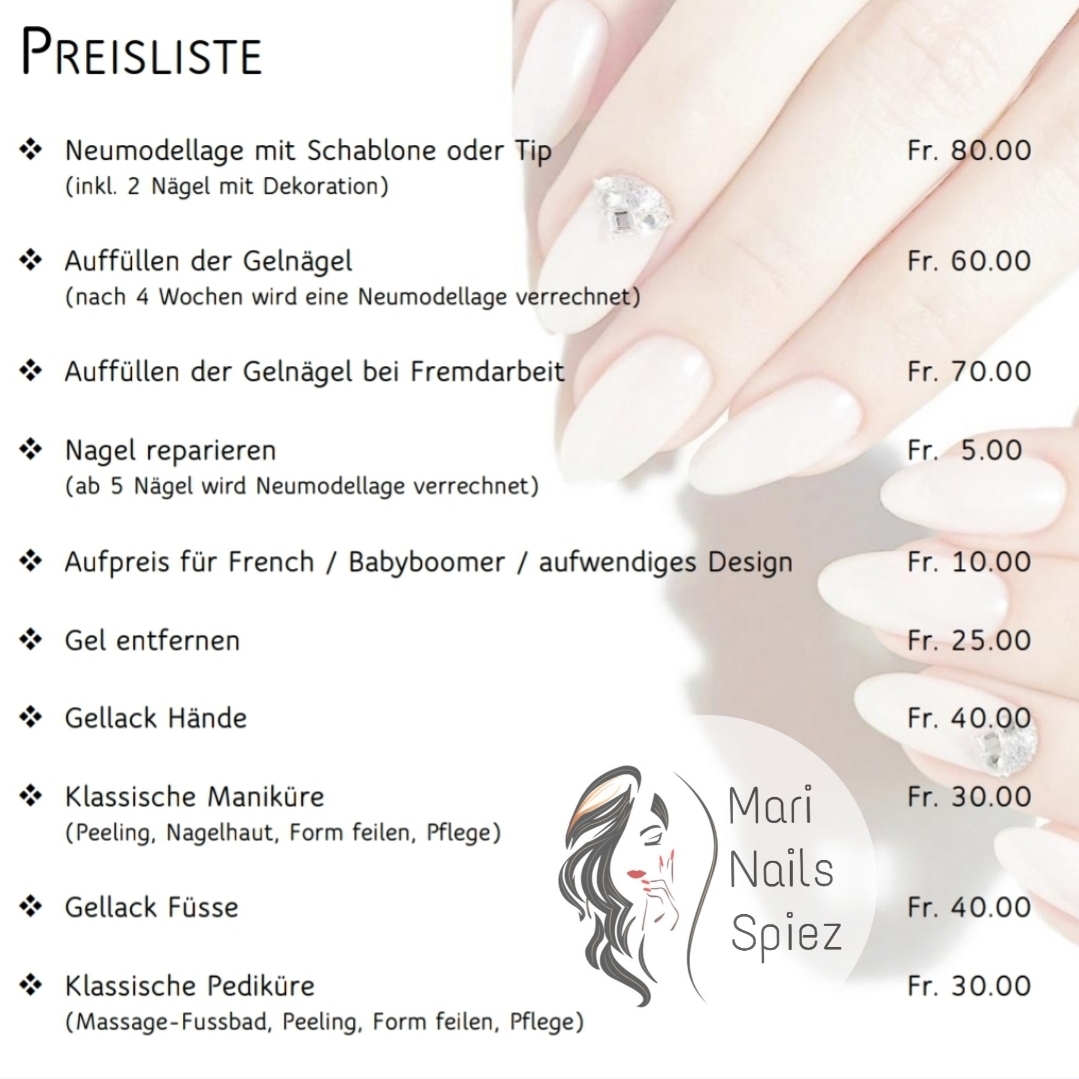 PREISLISTE
❖ Neumodellage mit Schablone oder Tip Fr. 80.00
(inkl. 2 Nägel mit Dekoration)
❖ Auffüllen der Gelnägel Fr. 60.00
(nach 4 Wochen wird eine Neumodellage verrechnet)
❖ Auffüllen der Gelnägel bei Fremdarbeit Fr. 70.00
❖ Nagel reparieren Fr. 5.00
(ab 5 Nägel wird Neumodellage verrechnet)
❖ Aufpreis für French / Babyboomer / aufwendiges Design Fr. 10.00
❖ Gel entfernen Fr. 25.00
❖ Gellack Hände Fr. 40.00
❖ Klassische Maniküre Fr. 30.00
(Peeling, Nagelhaut, Form feilen, Pflege)
❖ Gellack Füsse Fr. 40.00
❖ Klassische Pediküre Fr. 30.00
(Massage-Fussbad, Peeling, Form feilen, Pflege)
Mari
Nails
Spiez